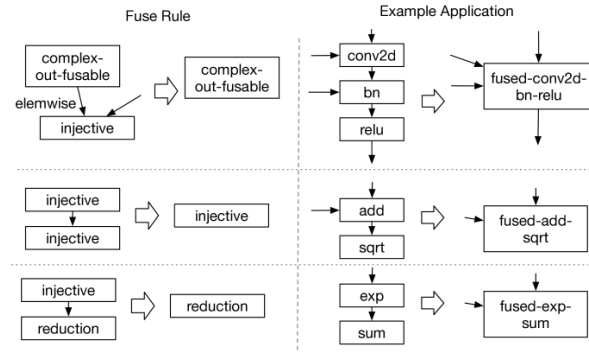 Fuse Rule
Example Application
complex-
out-fusable
elemwise
injective
complex-
out-fusable
conv2d
bn
relu
fused-conv2d-
bn-relu
injective
injective
injective
add
sqrt
fused-add-
sqrt
injective
reduction
reduction
exp
sum
fused-exp-
sum